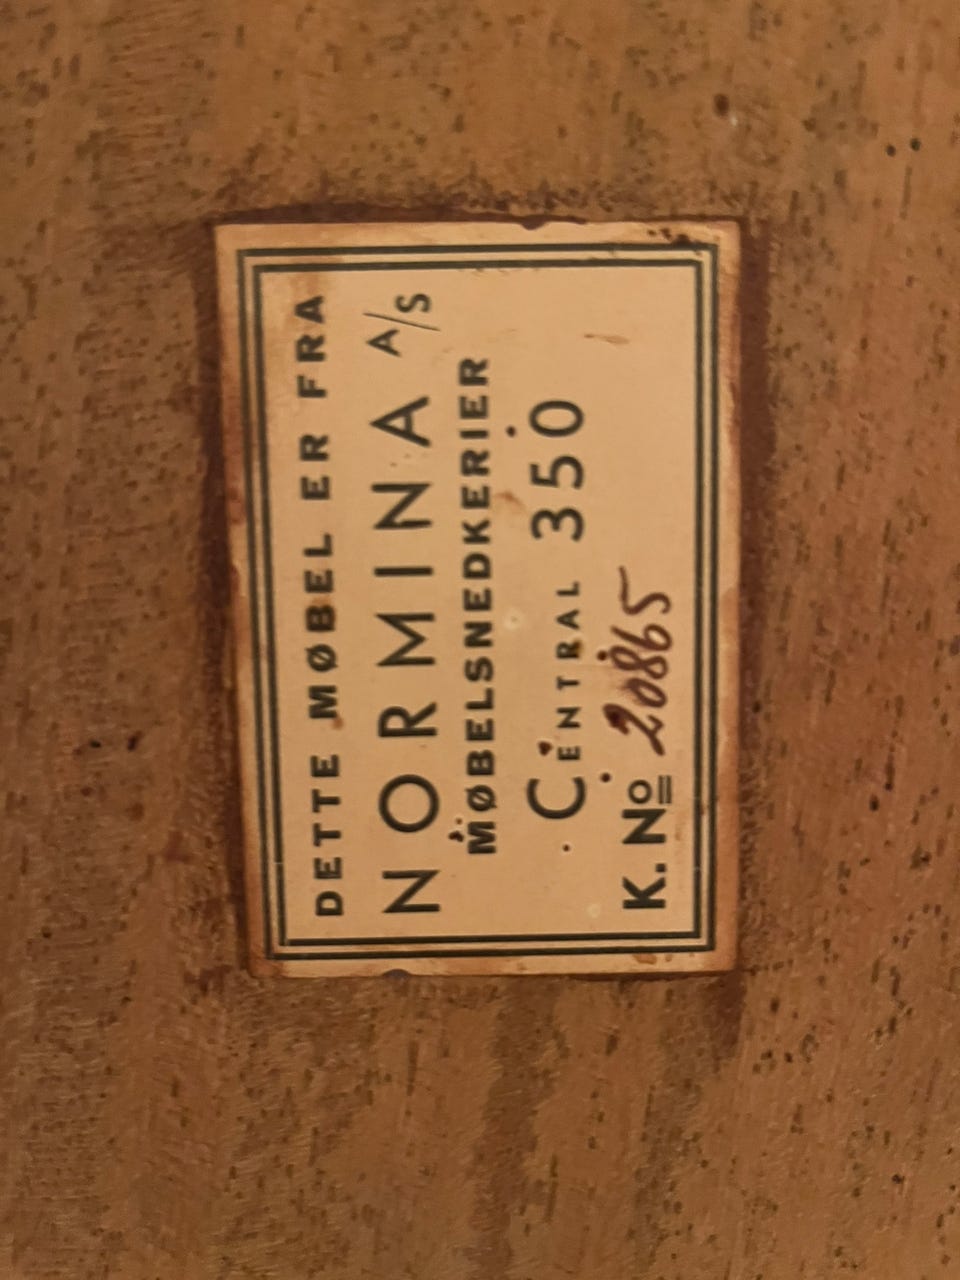 DETTE MØBEL ER FRA
NORMINA A/S
MØBELSNEDKERIER
CENTRAL 350
K. No 20865